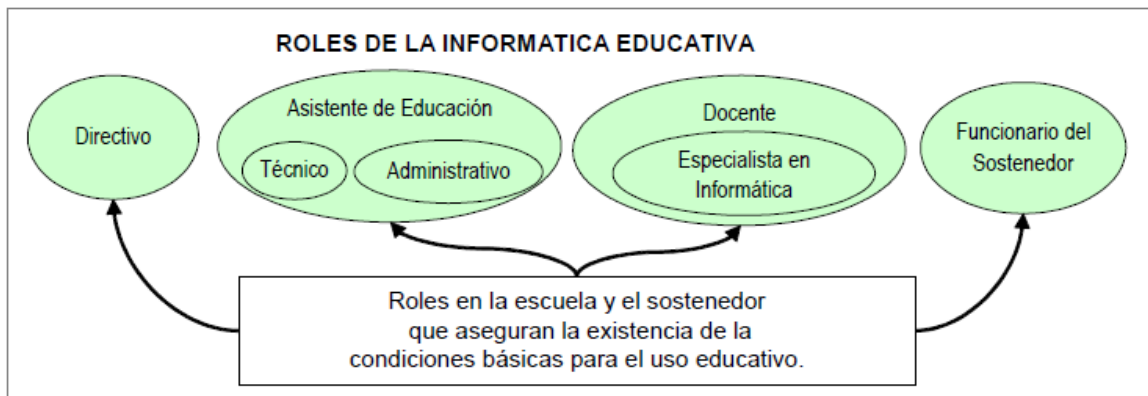 ROLES DE LA INFORMATICA EDUCATIVA
Directivo
Asistente de Educación
Técnico
Administrativo
Docente
Especialista en
Informática
Funcionario del
Sostenedor
Roles en la escuela y el sostenedor
que aseguran la existencia de la
condiciones básicas para el uso educativo.